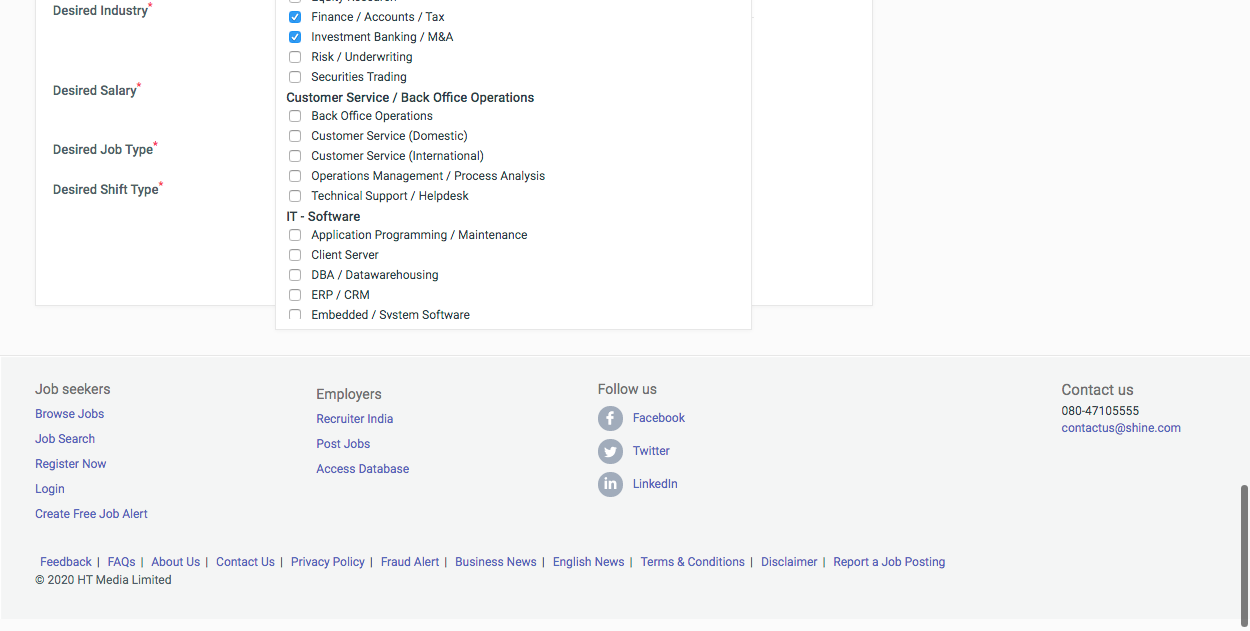 Desired Industry*
Equity Research
Finance / Accounts / Tax
Investment Banking / M&A
Risk / Underwriting
Securities Trading
Desired Salary*
Customer Service / Back Office Operations
Back Office Operations
Customer Service (Domestic)
Desired Job Type*
Customer Service (International)
Operations Management / Process Analysis
Desired Shift Type*
Technical Support / Helpdesk
IT - Software
Application Programming / Maintenance
Client Server
DBA / Datawarehousing
ERP / CRM
Embedded / System Software
Job seekers
Browse Jobs
Job Search
Register Now
Login
Create Free Job Alert
Employers
Recruiter India
Post Jobs
Access Database
Follow us
Facebook
Twitter
LinkedIn
Contact us
080-47105555
contactus@shine.com
Feedback | FAQs | About Us | Contact Us | Privacy Policy | Fraud Alert | Business News | English News | Terms & Conditions | Disclaimer | Report a Job Posting
© 2020 HT Media Limited